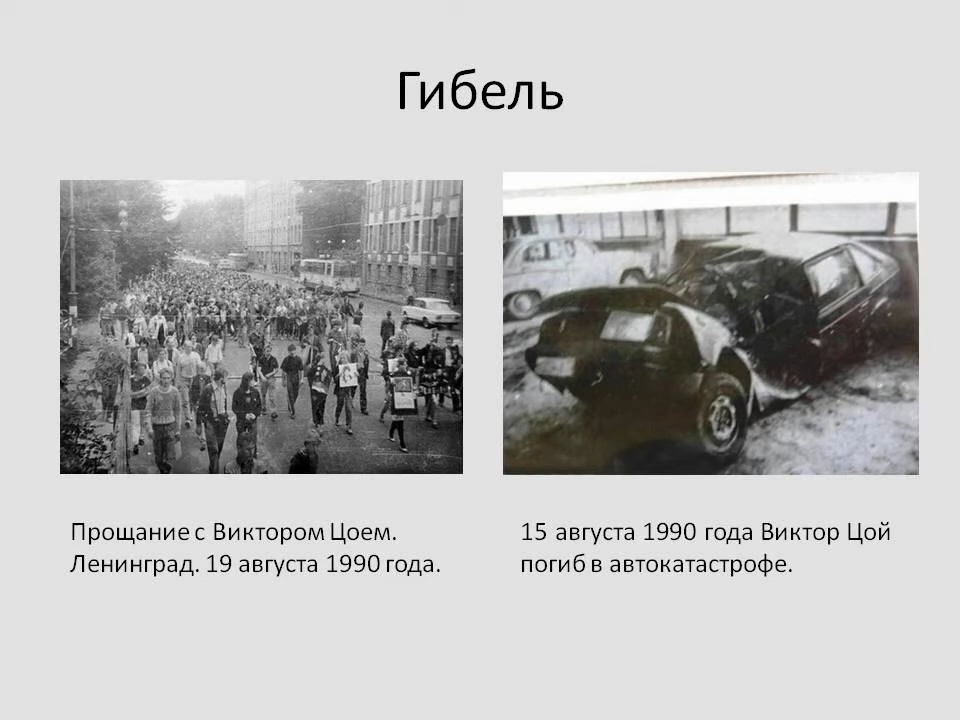 Гибель
Прощание с Виктором Цоем.
Ленинград. 19 августа 1990 года.
15 августа 1990 года Виктор Цой
погиб в автокатастрофе.